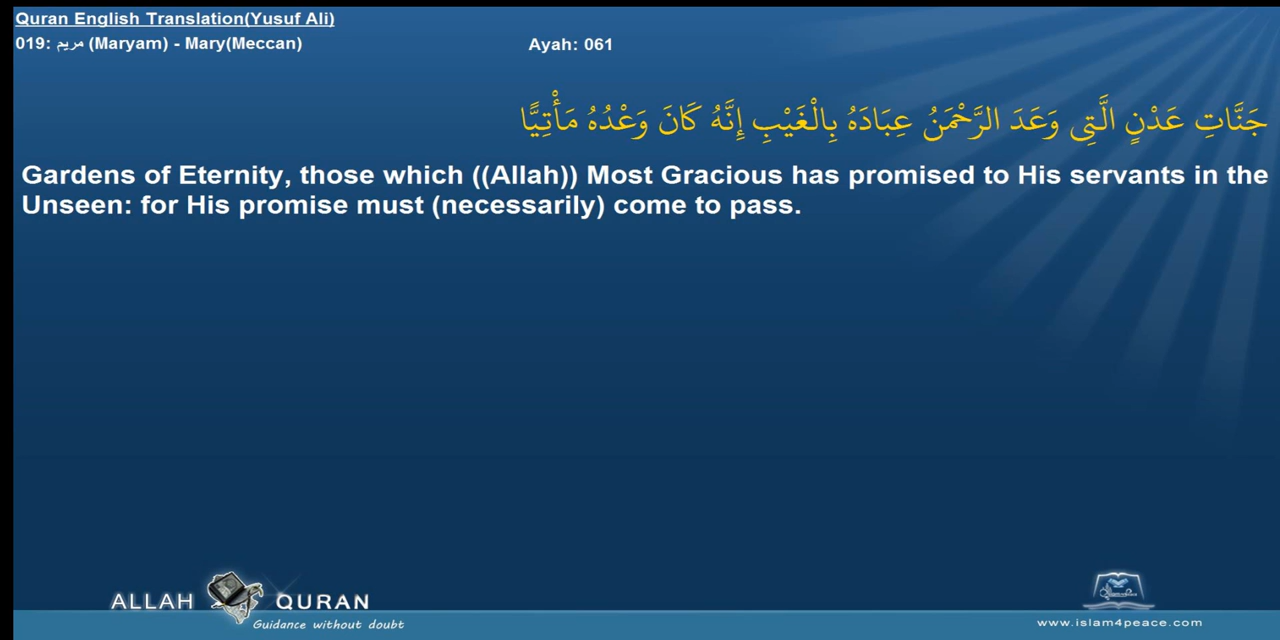 Quran English Translation(Yusuf Ali)
019: مريم (Maryam) - Mary(Meccan)
Ayah: 061
جَنَّاتِ عَدْنٍ الَّتِى وَعَدَ الرَّحْمَنُ عِبَادَهُ بِالْغَيْبِ إِنَّهُ كَانَ وَعْدُهُ مَأْتِيًّا
Gardens of Eternity, those which ((Allah)) Most Gracious has promised to His servants in the
Unseen: for His promise must (necessarily) come to pass.
ALLAH QURAN
Guidance without doubt
www.islam4peace.com